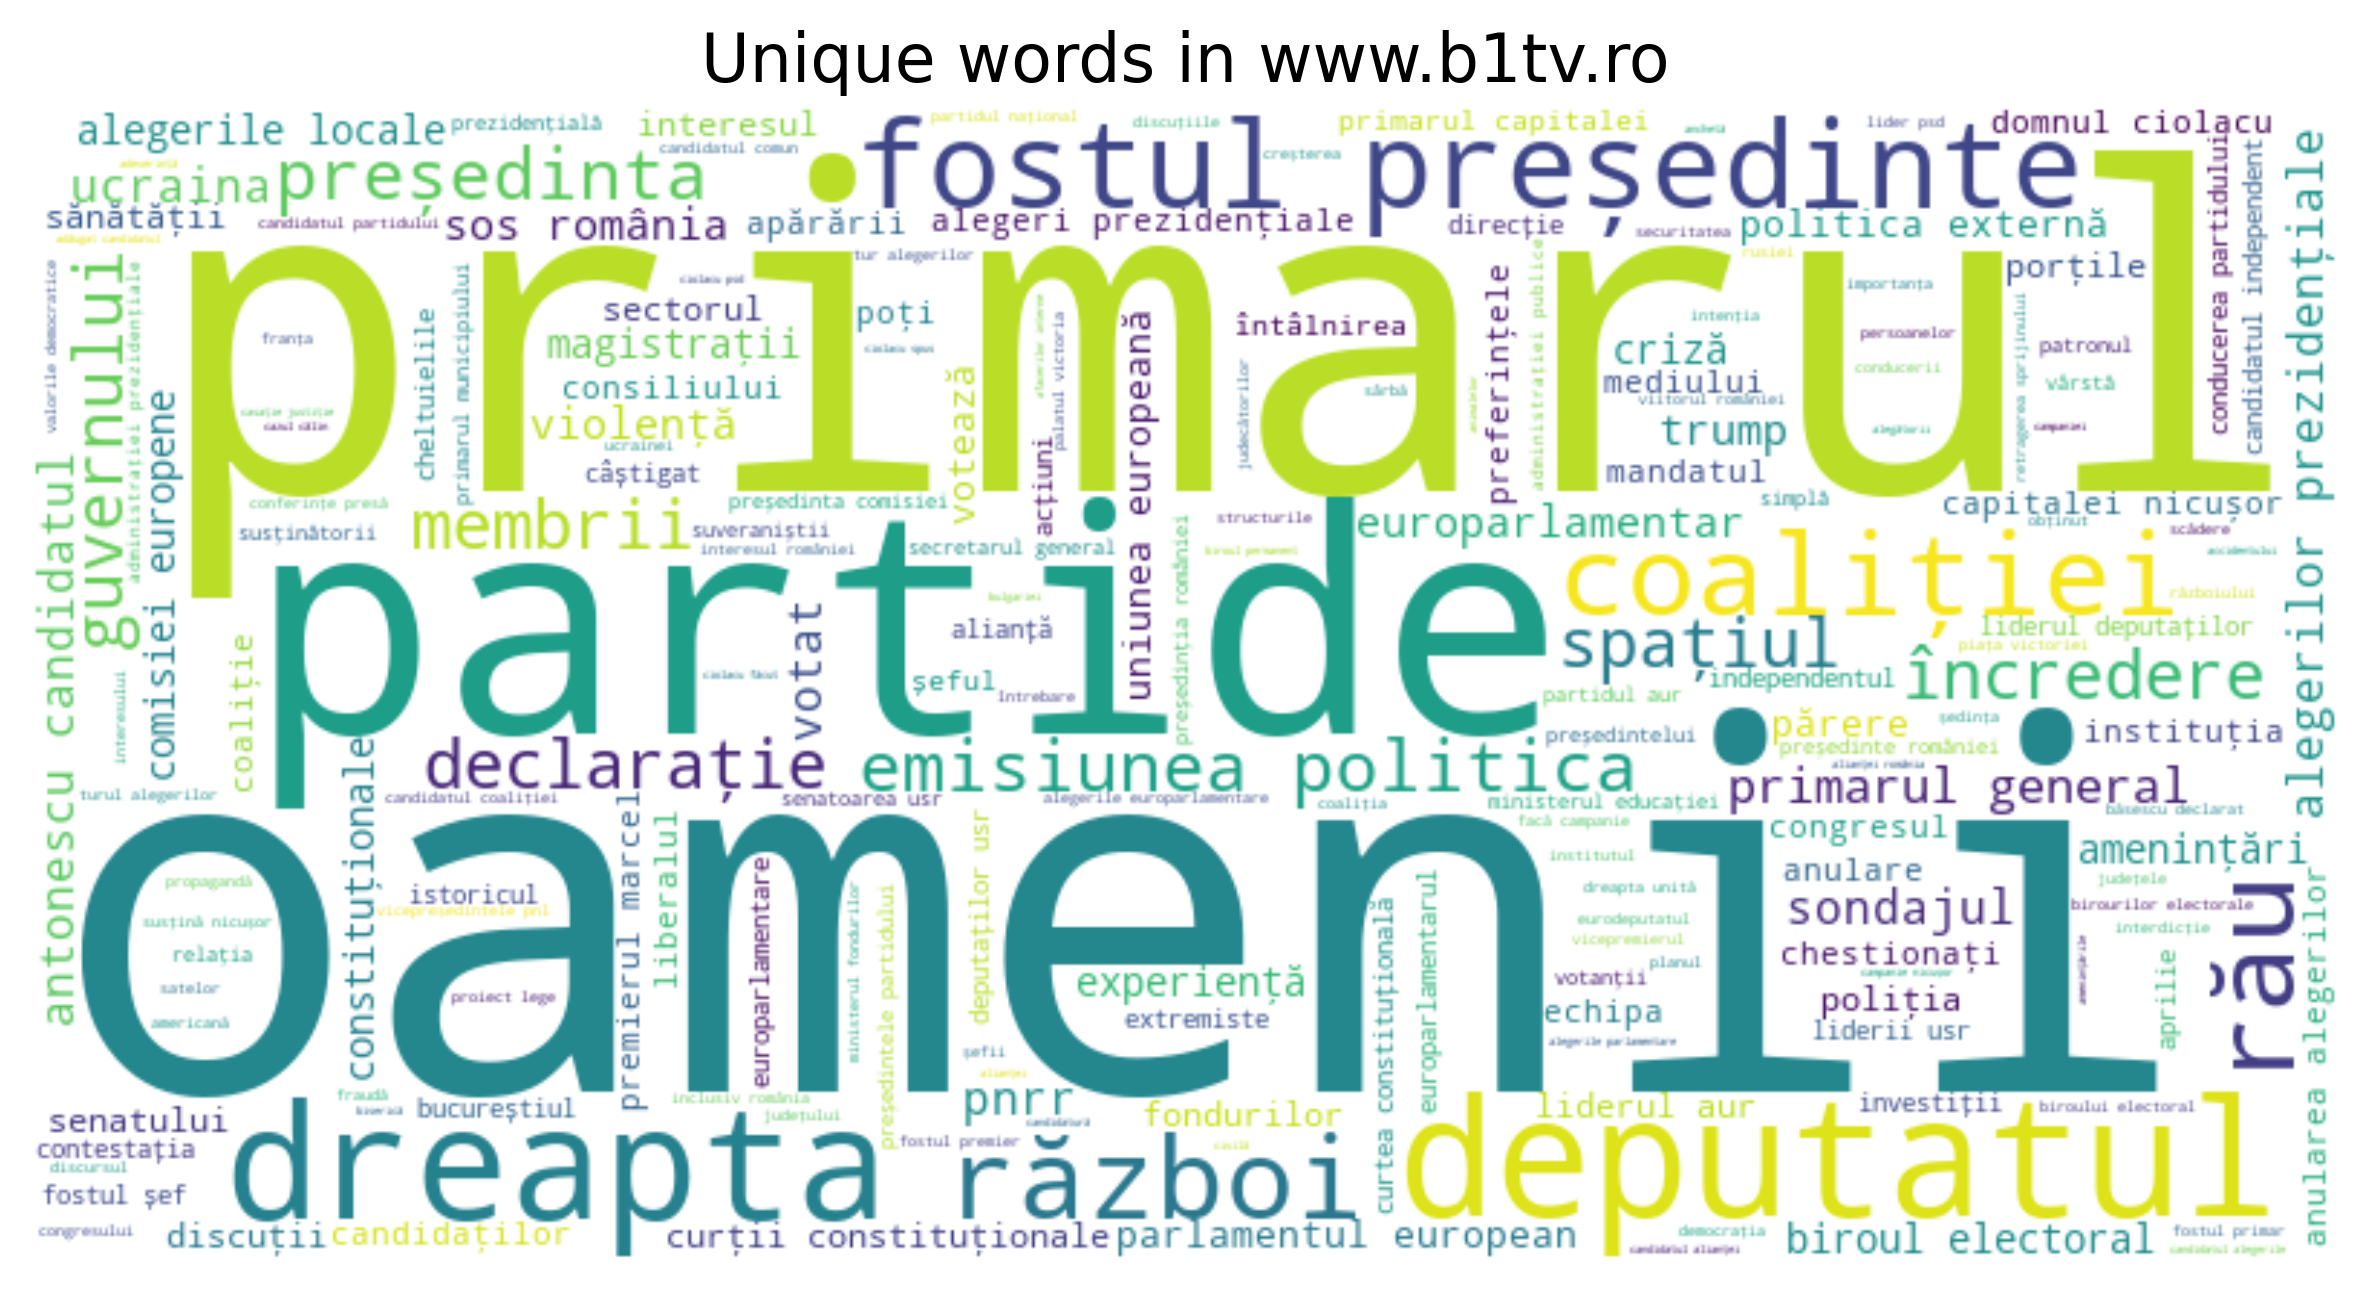 Unique words in www.b1tv.ro
alegerile locale
prezidențială
interesul
partidul național
discuțiile
primarul capitalei
lider psd
domnul ciolacu
candidatul comun
creșterea
fostul președinte
ucraina
președinta
sănătății
candidatul partidului
sos românia
apărării
alegeri prezidențiale
direcție
securitatea
politica externă
conducerea partidului
candidatul independent
alegerilor prezidențiale
primarul
valorile democratice
guvernului
administrației prezidențiale
tur alegerilor
rusiei
porțile
franța
cheltuielile
primarul municipiului
sectorul
poți
magistrații
consiliului
violență
ucrainei
câștigat
votează
palatul victoria
acțiuni
uniunea europeană
întâlnirea
judecătorilor
sârbă
preferințele
administrației publice
importanța
intenția
persoanelor
criză
patronul
conducerii
mediului
vârstă
viitorul româniei
trump
mandatul
retragerea sprijinului
comisiei europene
conferințe presă
susținătorii
membrii
președinta comisiei
suveraniștii
interesul româniei
secretarul general
structurile
simplă
capitalei nicușor
obținut
scădere
europarlamentar
partide
coaliției
războiului
antonescu candidatul
interesului
coaliție
votat
alianță
șeful
întrebare
președinția româniei
spațiul
liderul deputaților
piața victoriei
independentul
încredere
partidul aur
președintelui
părere
ședința
instituția
președinte româniei
declarație
emisiunea politica
primarul general
turul alegerilor
candidatul coaliției
senatoarea usr
alegerile europarlamentare
coaliția
ministerul educației
băsescu declarat
facă campanie
congresul
amenințări
oamenii
constituționale
premierul marcel
liberalul
deputaților usr
institutul
anulare
județele
propagandă
istoricul
vicepreședintele pnl
europarlamentare
ministerul fondurilor
președintele partidului
dreapta unită
sondajul
birourilor electorale
susțină nicușor
eurodeputatul
interdicție
relația
vicepremierul
chestionați
planul
rău
satelor
proiect lege
experiență
votanții
poliția
americană
extremiste
echipa
liderii usr
aprilie
șefii
curtea constituțională
europarlamentarul
anularea alegerilor
fraudă
bucureștiul
inclusiv românia
județului
pnrr
fondurilor
liderul aur
investiții
biroului electoral
senatului
contestația
discursul
fostul șef
dreapta
fostul premier
război
deputatul
congresului
discuții
candidaților
curții constituționale
parlamentul european
democrația
biroul electoral
fostul primar
candidatul alianței
candidatul alegerile